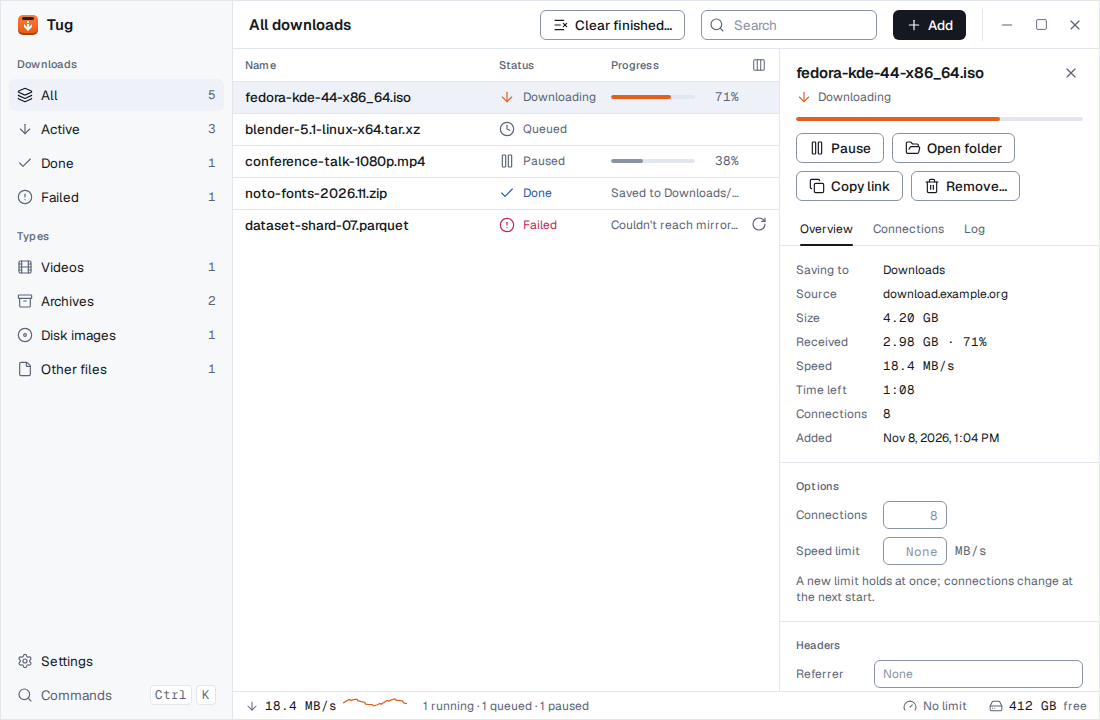 Tug
Downloads
All 5
Active 3
Done 1
Failed 1
Types
Videos 1
Archives 2
Disk images 1
Other files 1
Settings
Commands Ctrl K
All downloads
Clear finished…
Search
Add
Name Status Progress
fedora-kde-44-x86_64.iso Downloading 71%
blender-5.1-linux-x64.tar.xz Queued
conference-talk-1080p.mp4 Paused 38%
noto-fonts-2026.11.zip Done Saved to Downloads/…
dataset-shard-07.parquet Failed Couldn't reach mirror…
fedora-kde-44-x86_64.iso
Downloading
Pause Open folder
Copy link Remove…
Overview Connections Log
Saving to Downloads
Source download.example.org
Size 4.20 GB
Received 2.98 GB · 71%
Speed 18.4 MB/s
Time left 1:08
Connections 8
Added Nov 8, 2026, 1:04 PM
Options
Connections 8
Speed limit None MB/s
A new limit holds at once; connections change at
the next start.
Headers
Referrer None
18.4 MB/s 1 running · 1 queued · 1 paused No limit 412 GB free